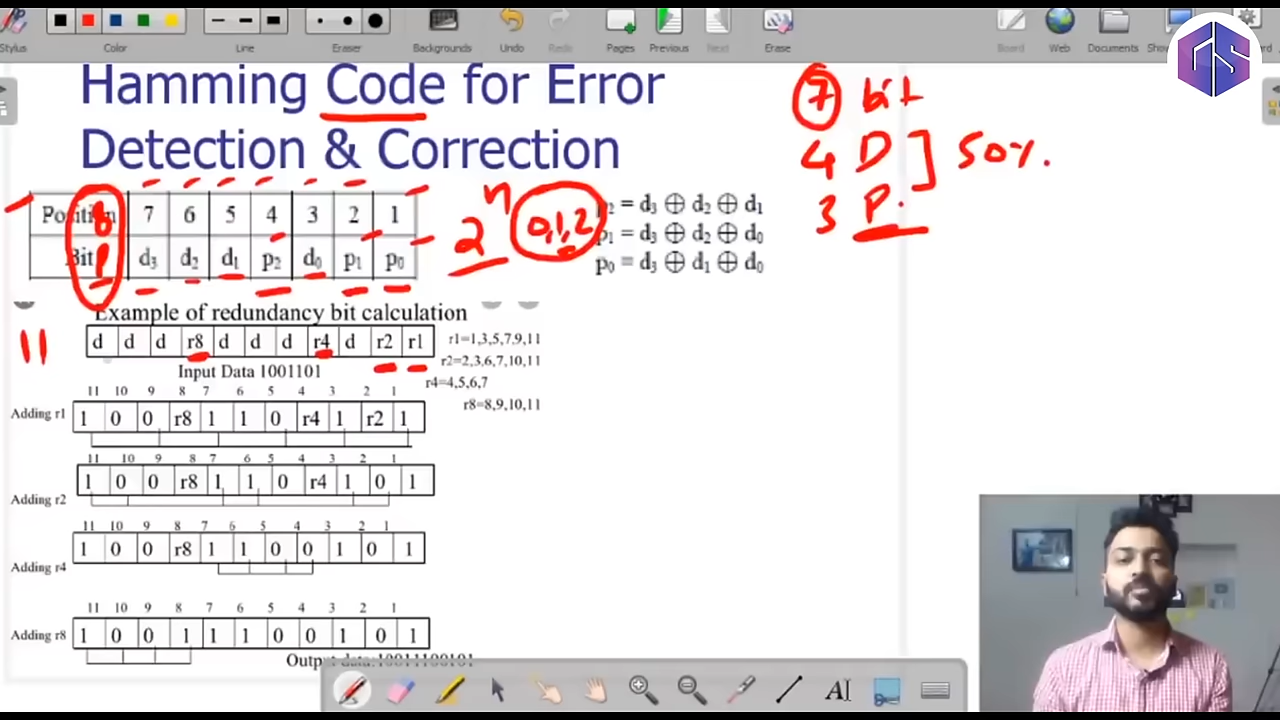 Stylus
Color
Line
Eraser
Backgrounds
Undo
Redo
Pages
Previous
Next
Erase
Board
Web
Documents
Hamming Code for Error
Detection & Correction
7 bit
4 D ] 50%.
3 P.
Position 7 6 5 4 3 2 1
8
Bit d3 d2 d1 p2 d0 p1 p0
P
2^n 0,1,2
p2 = d3 ⊕ d2 ⊕ d1
p1 = d3 ⊕ d2 ⊕ d0
p0 = d3 ⊕ d1 ⊕ d0
Example of redundancy bit calculation
11
d d d r8 d d d r4 d r2 r1
r1=1,3,5,7,9,11
r2=2,3,6,7,10,11
r4=4,5,6,7
r8=8,9,10,11
Input Data 1001101
11 10 9 8 7 6 5 4 3 2 1
Adding r1 1 0 0 r8 1 1 0 r4 1 r2 1
11 10 9 8 7 6 5 4 3 2 1
Adding r2 1 0 0 r8 1 1 0 r4 1 0 1
11 10 9 8 7 6 5 4 3 2 1
Adding r4 1 0 0 r8 1 1 0 0 1 0 1
11 10 9 8 7 6 5 4 3 2 1
Adding r8 1 0 0 1 1 1 0 0 1 0 1
Output data:10011100101
AI